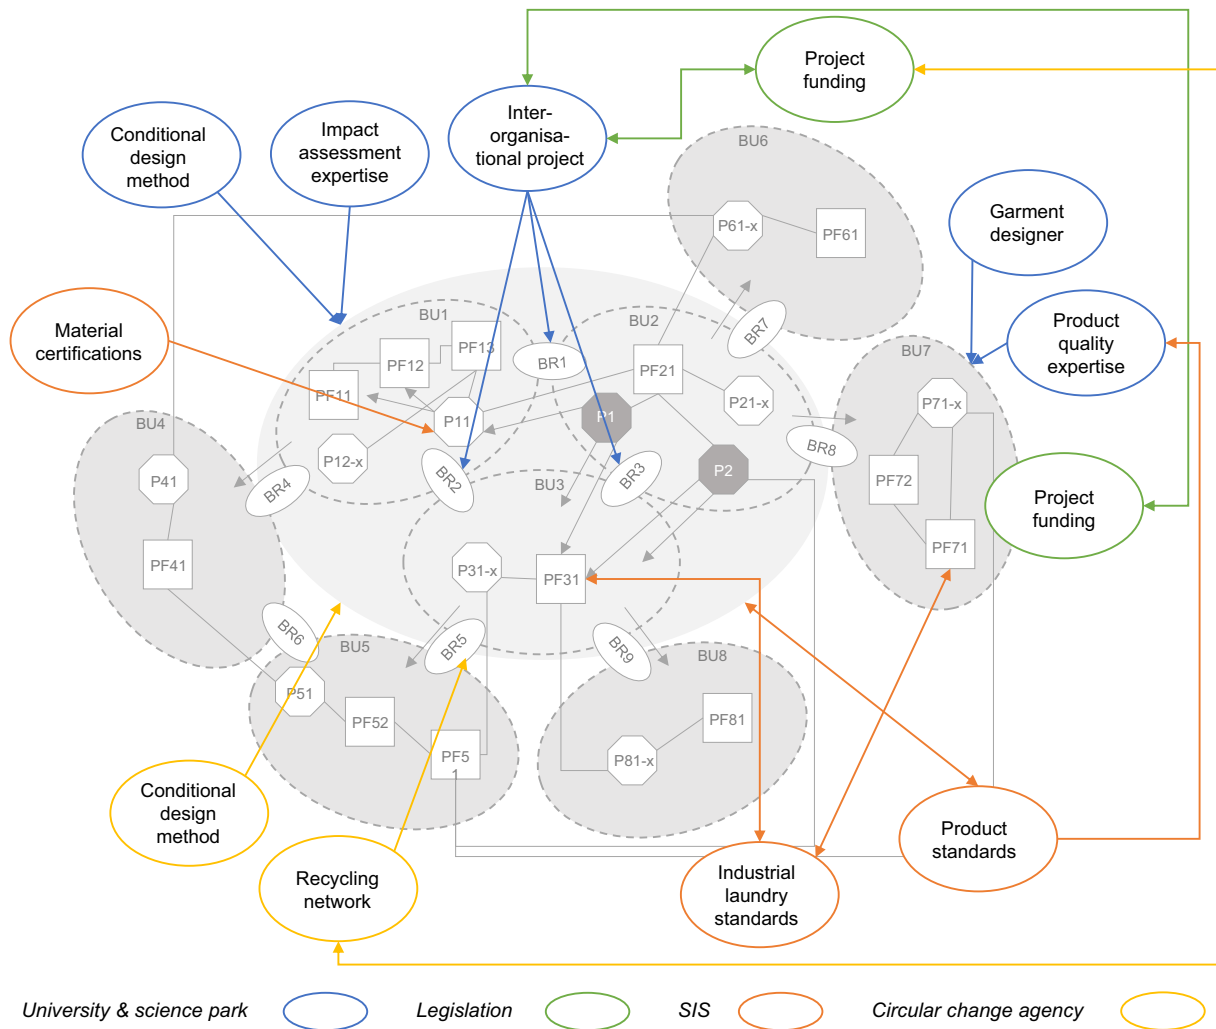 Project
funding
Inter-
organisa-
tional project
Conditional
design
method
Impact
assessment
expertise
BU6
P61-x
PF61
Garment
designer
Material
certifications
BU1
PF13
PF12
PF11
P11
P12-x
BR1
BU2
PF21
P21-x
BR7
P1
P2
BR8
Product
quality
expertise
BU7
P71-x
PF72
PF71
Project
funding
BU4
P41
PF41
BR4
BR2
BU3
BR3
P31-x
PF31
BR6
BU5
BR5
P51
PF52
PF5
1
BR9
BU8
PF81
P81-x
Conditional
design
method
Recycling
network
Industrial
laundry
standards
Product
standards
University & science park
Legislation
SIS
Circular change agency